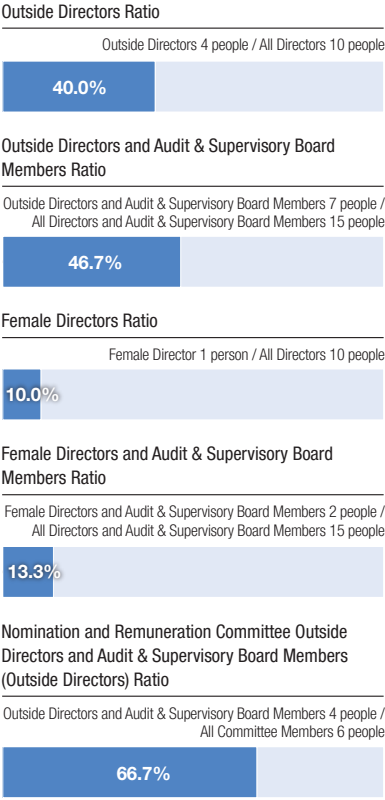 Outside Directors Ratio
Outside Directors 4 people / All Directors 10 people
40.0%
Outside Directors and Audit & Supervisory Board
Members Ratio
Outside Directors and Audit & Supervisory Board Members 7 people /
All Directors and Audit & Supervisory Board Members 15 people
46.7%
Female Directors Ratio
Female Director 1 person / All Directors 10 people
10.0%
Female Directors and Audit & Supervisory Board
Members Ratio
Female Directors and Audit & Supervisory Board Members 2 people /
All Directors and Audit & Supervisory Board Members 15 people
13.3%
Nomination and Remuneration Committee Outside
Directors and Audit & Supervisory Board Members
(Outside Directors) Ratio
Outside Directors and Audit & Supervisory Board Members 4 people /
All Committee Members 6 people
66.7%